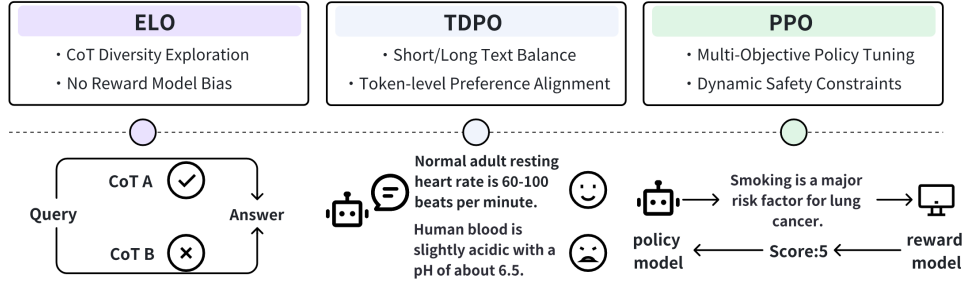 ELO
• CoT Diversity Exploration
• No Reward Model Bias
TDPO
• Short/Long Text Balance
• Token-level Preference Alignment
PPO
• Multi-Objective Policy Tuning
• Dynamic Safety Constraints
Query
CoT A
CoT B
Answer
Normal adult resting
heart rate is 60-100
beats per minute.
Human blood is
slightly acidic with a
pH of about 6.5.
Smoking is a major
risk factor for lung
cancer.
policy
model
Score:5
reward
model